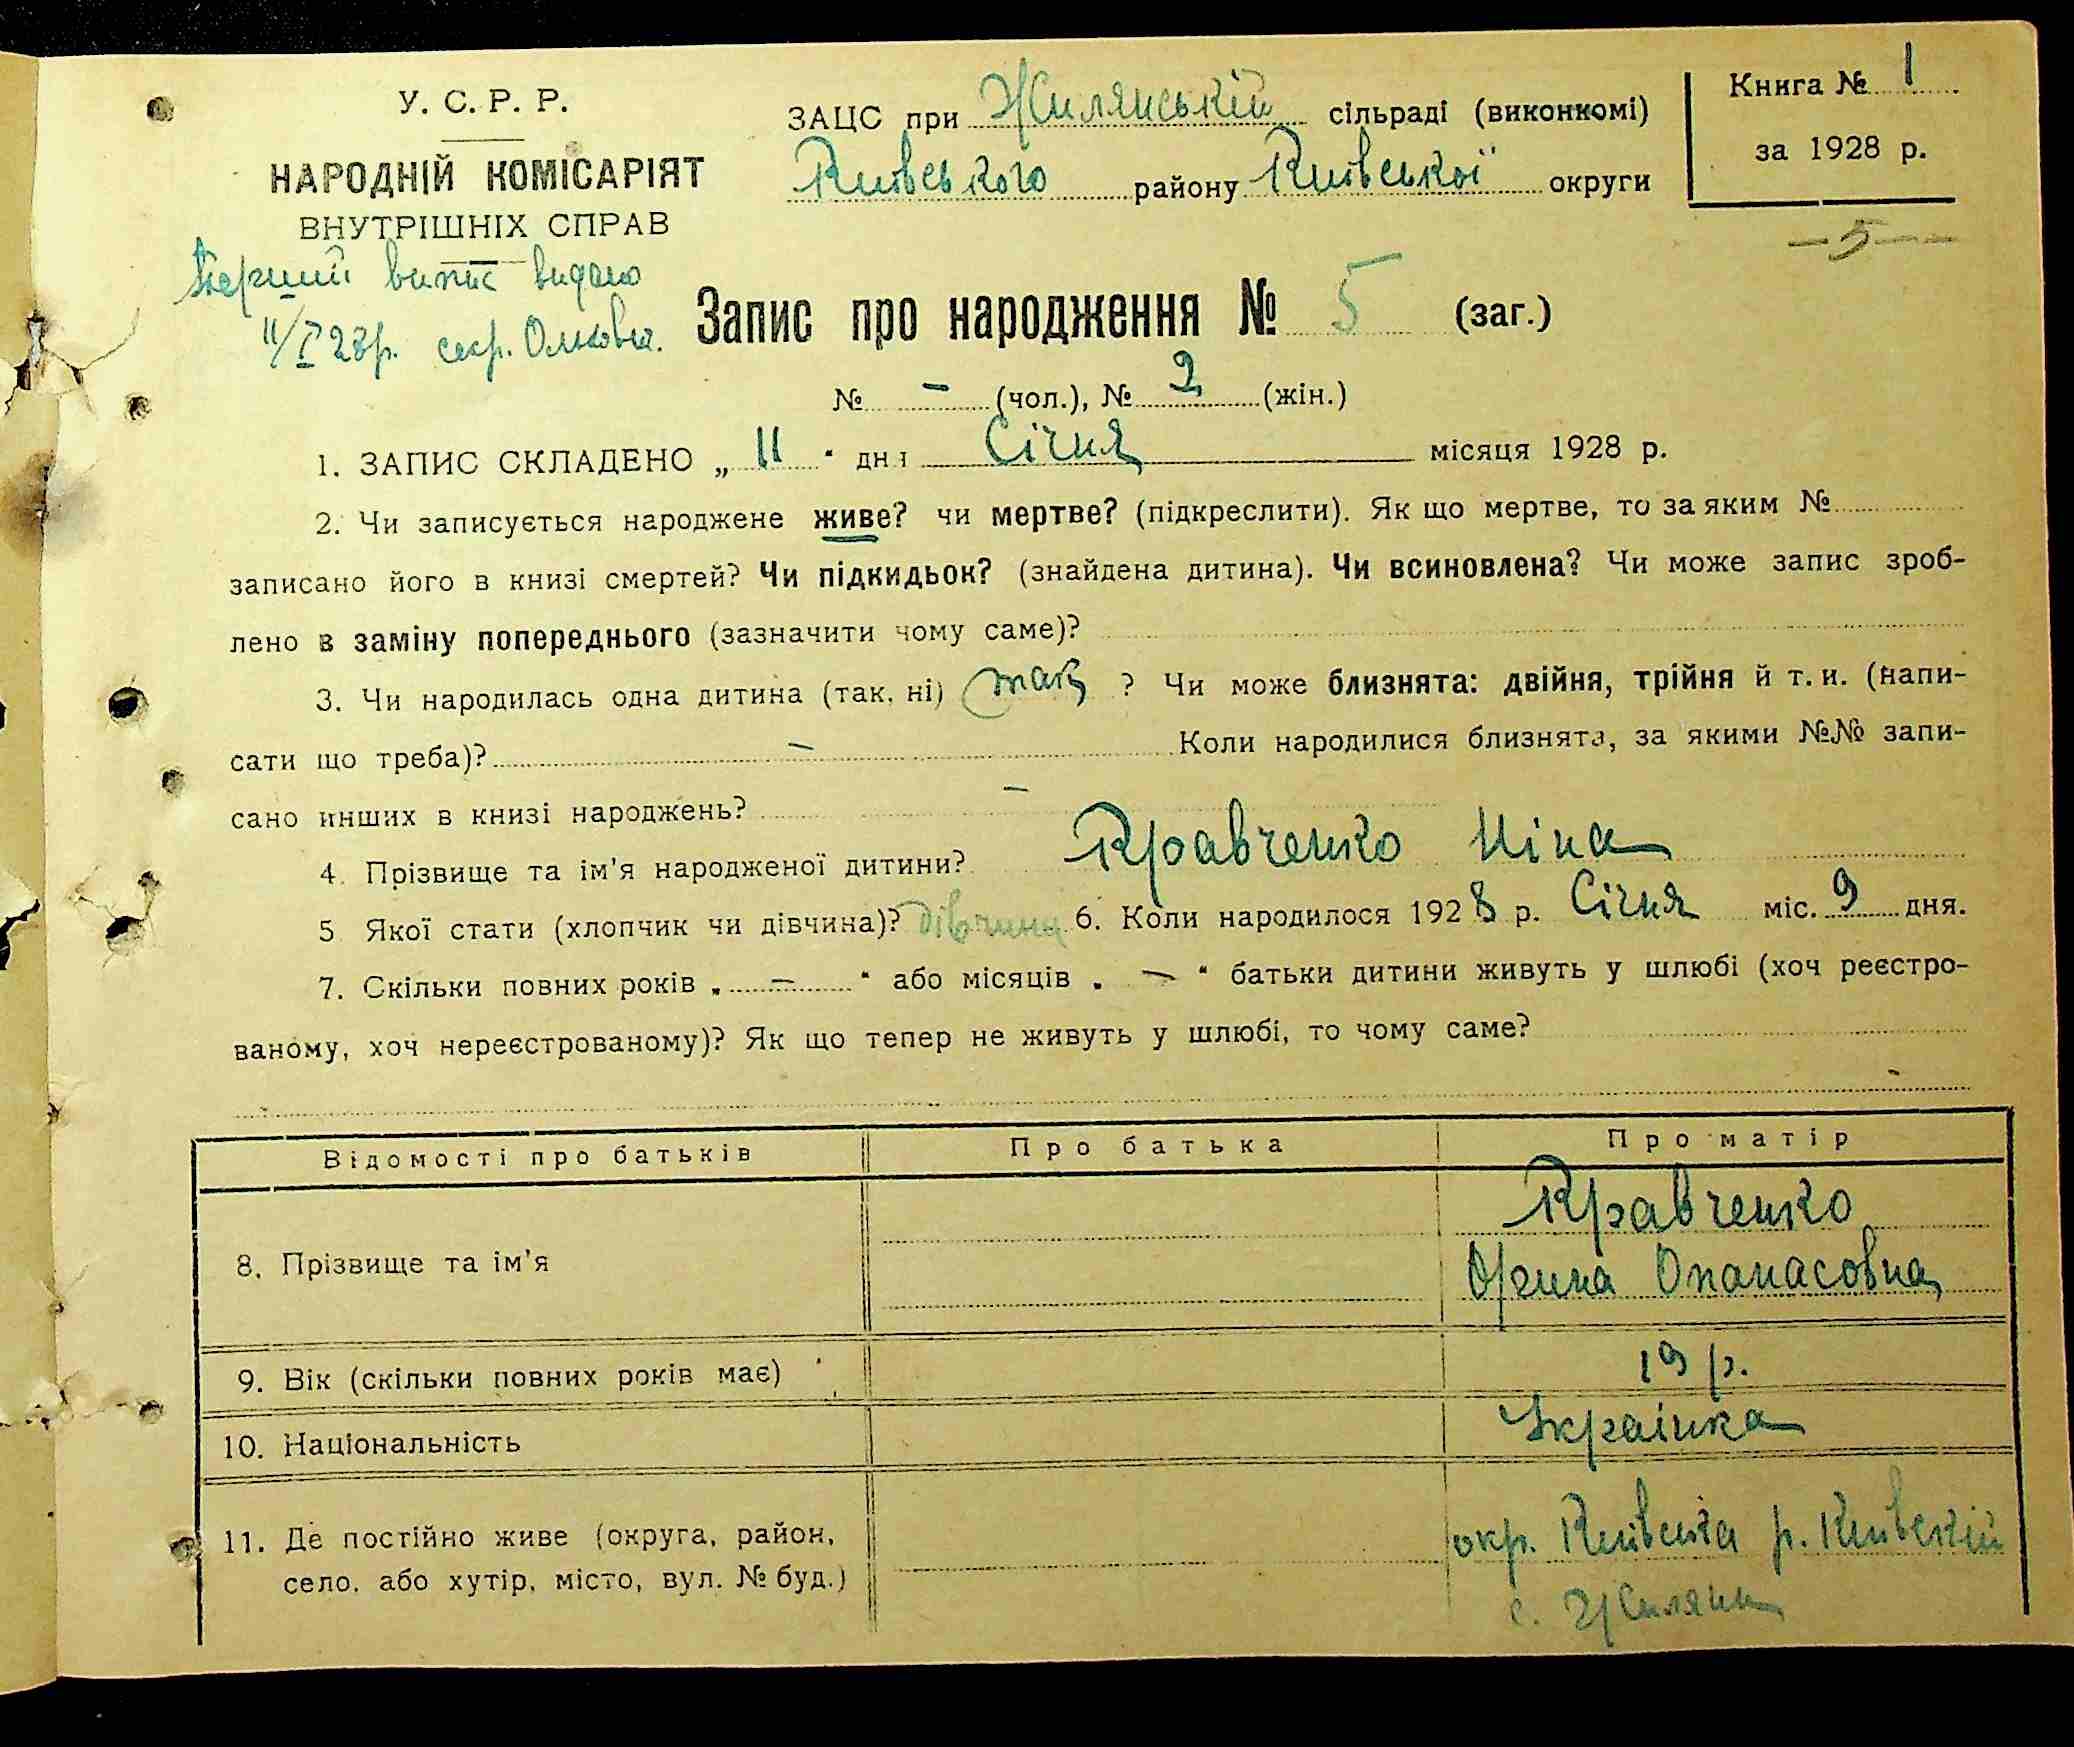 У. С. Р. Р.
НАРОДНІЙ КОМІСАРІЯТ
ВНУТРІШНІХ СПРАВ
Перший випис видано
11/I 28р. секр.
ЗАЦС при Жилянській сільраді (виконкомі)
Київського району Київської округи
Книга № 1
за 1928 р.
— 5 —
Запис про народження № 5 (заг.)
№ – (чол.), № 2 (жін.)
1. ЗАПИС СКЛАДЕНО „ 11 “ дня Січня місяця 1928 р.
2. Чи записується народжене живе? чи мертве? (підкреслити). Як що мертве, то за яким №
записано його в книзі смертей? Чи підкидьок? (знайдена дитина). Чи всиновлена? Чи може запис зроб-
лено в заміну попереднього (зазначити чому саме)?
3. Чи народилась одна дитина (так, ні) так ? Чи може близнята: двійня, трійня й т. и. (напи-
сати що треба)? – Коли народилися близнята, за якими №№ запи-
сано инших в книзі народжень? –
4. Прізвище та ім'я народженої дитини? Кравченко Ніна
5 Якої стати (хлопчик чи дівчина)? дівчина 6. Коли народилося 1928 р. Січня міс. 9 дня.
7. Скільки повних років „ – “ або місяців „ – “ батьки дитини живуть у шлюбі (хоч реєстро-
ваному, хоч нереєстрованому)? Як що тепер не живуть у шлюбі, то чому саме?
–
Відомості про батьків Про батька Про матір
8. Прізвище та ім'я Кравченко
Орина Опанасовна
9. Вік (скільки повних років має) 19 р.
10. Національність Украінка
11. Де постійно живе (округа, район, окр. Київська р. Київскій
село, або хутір, місто, вул. № буд.) с. Жиляни